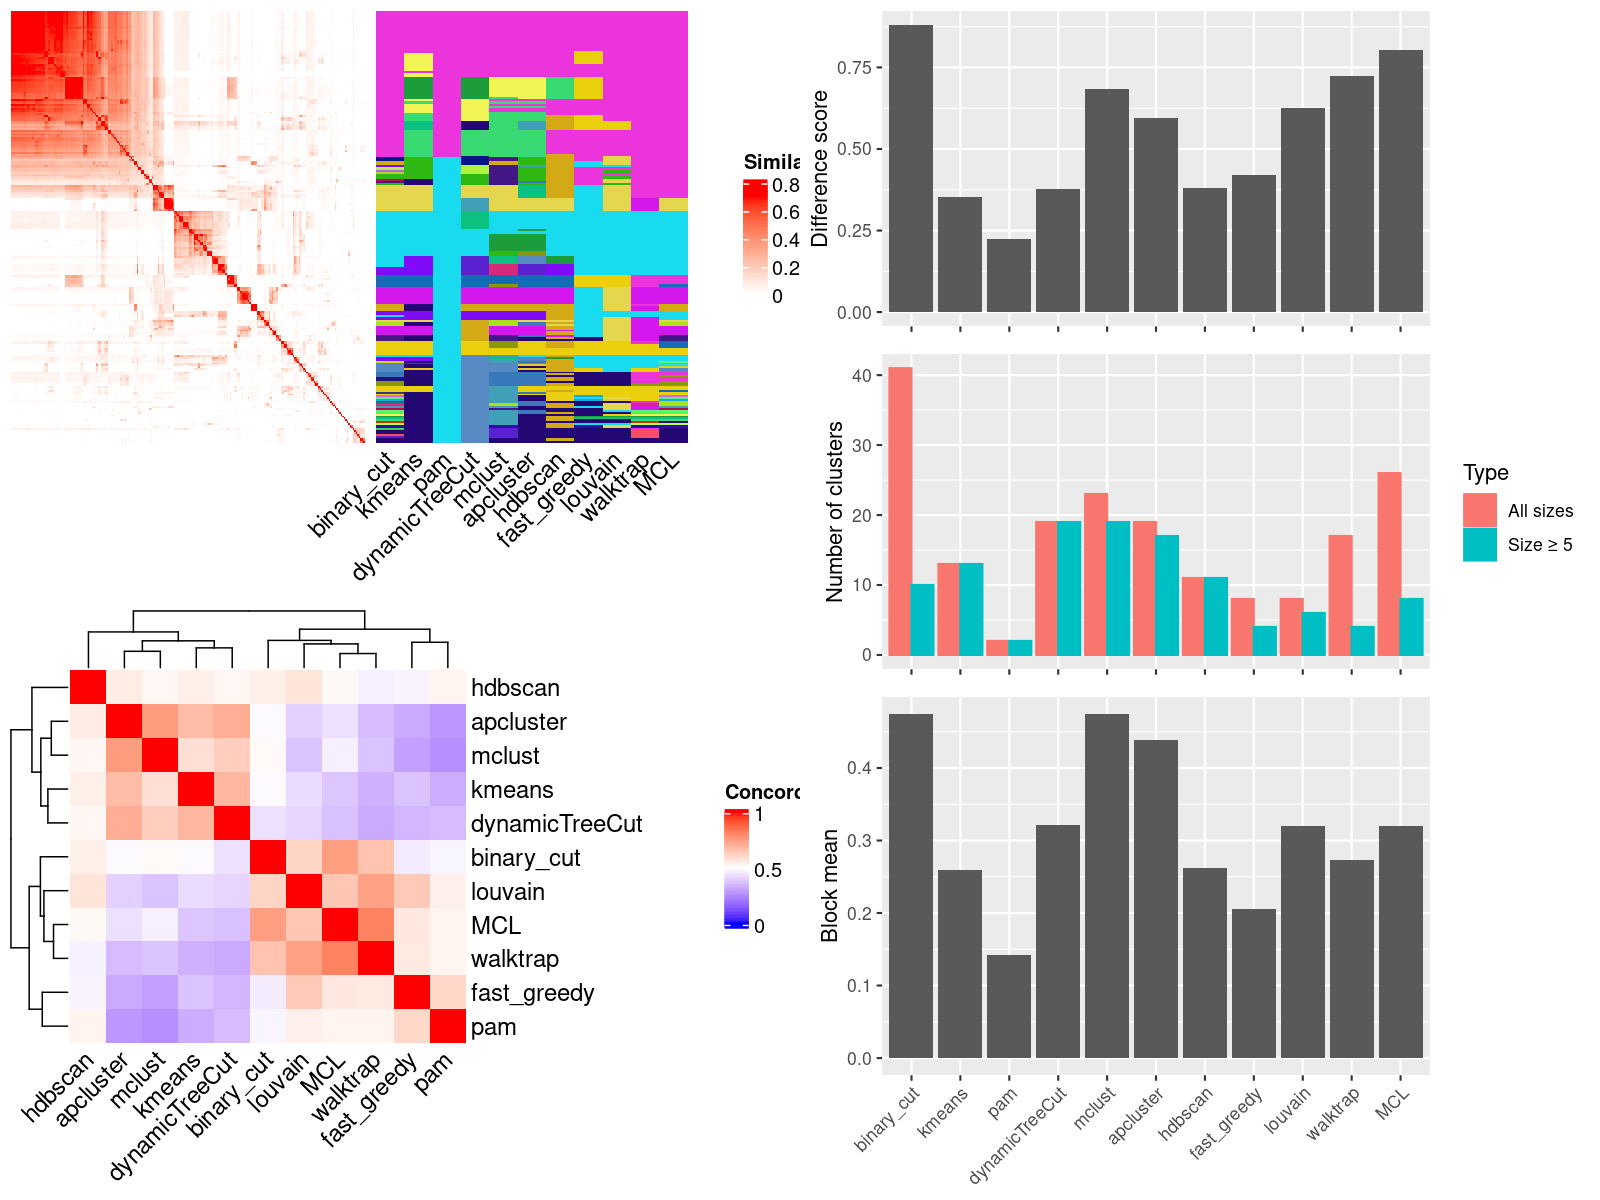 Simila
0.8
0.6
0.4
0.2
0
binary_cut
kmeans
pam
dynamicTreeCut
mclust
apcluster
hdbscan
fast_greedy
louvain
walktrap
MCL
Difference score
0.75
0.50
0.25
0.00
Number of clusters
40
30
20
10
0
Type
All sizes
Size ≥ 5
hdbscan
apcluster
mclust
kmeans
dynamicTreeCut
binary_cut
louvain
MCL
walktrap
fast_greedy
pam
hdbscan
apcluster
mclust
kmeans
dynamicTreeCut
binary_cut
louvain
MCL
walktrap
fast_greedy
pam
Concord
1
0.5
0
Block mean
0.4
0.3
0.2
0.1
0.0
binary_cut
kmeans
pam
dynamicTreeCut
mclust
apcluster
hdbscan
fast_greedy
louvain
walktrap
MCL